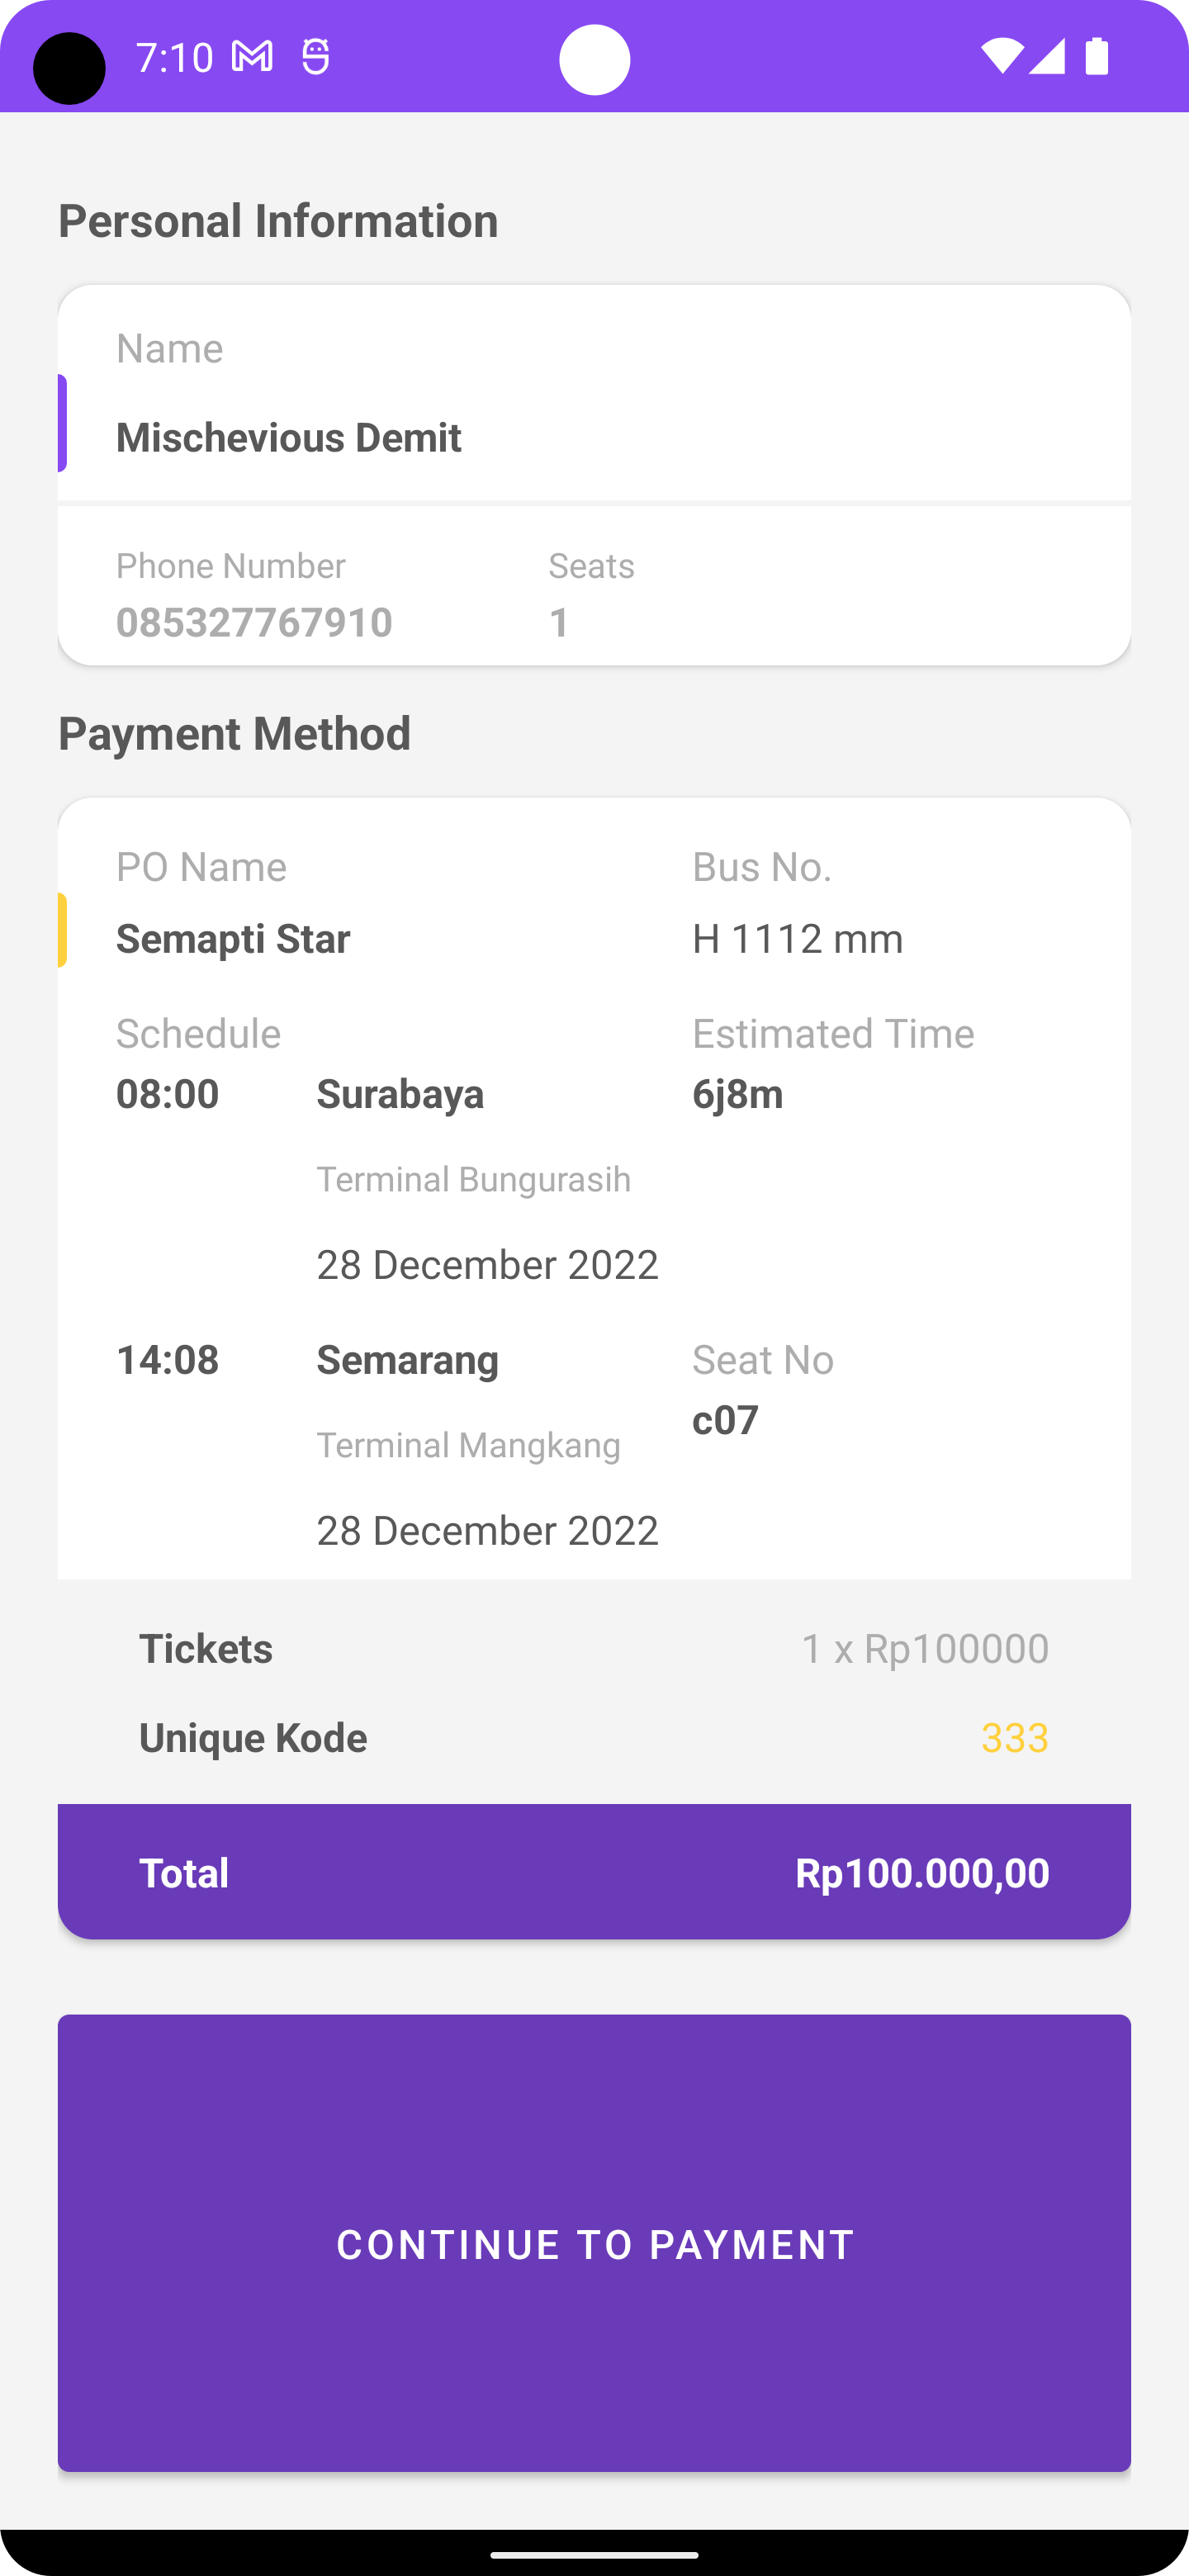 7:10
Personal Information
Name
Mischevious Demit
Phone Number Seats
085327767910 1
Payment Method
PO Name Bus No.
Semapti Star H 1112 mm
Schedule Estimated Time
08:00 Surabaya 6j8m
Terminal Bungurasih
28 December 2022
14:08 Semarang Seat No
c07
Terminal Mangkang
28 December 2022
Tickets 1 x Rp100000
Unique Kode 333
Total Rp100.000,00
CONTINUE TO PAYMENT